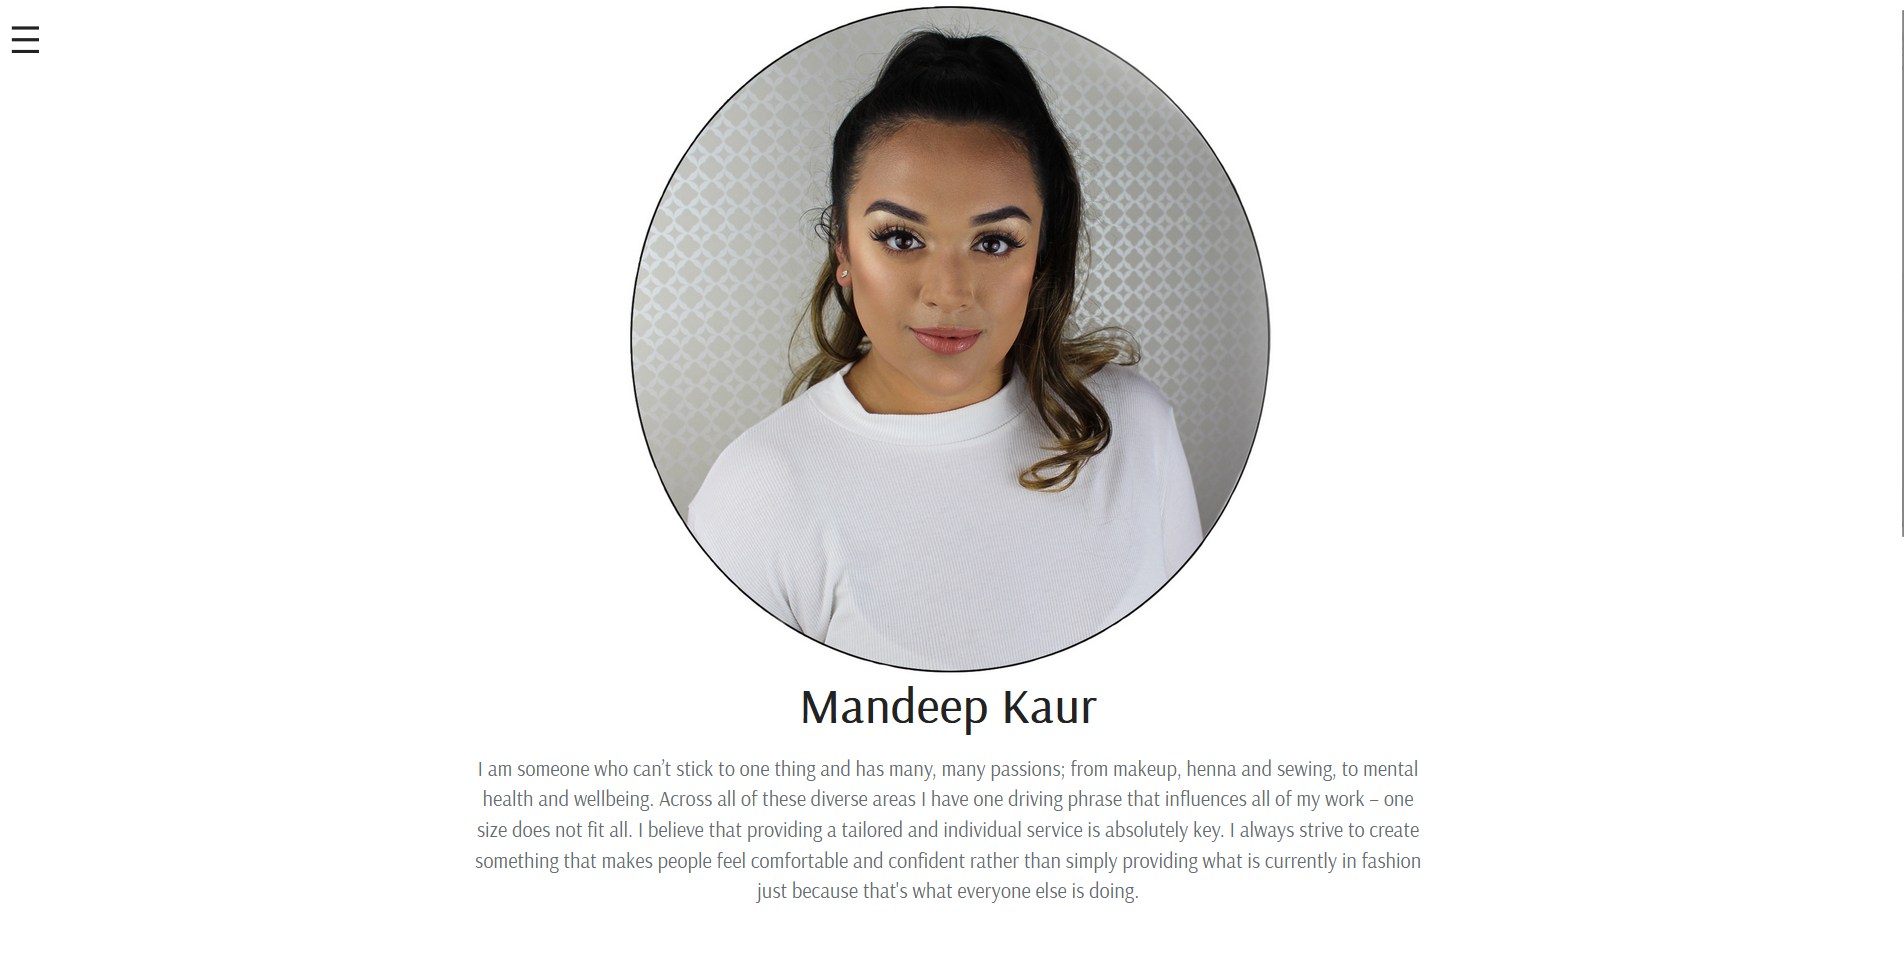 Mandeep Kaur
I am someone who can’t stick to one thing and has many, many passions; from makeup, henna and sewing, to mental
health and wellbeing. Across all of these diverse areas I have one driving phrase that influences all of my work – one
size does not fit all. I believe that providing a tailored and individual service is absolutely key. I always strive to create
something that makes people feel comfortable and confident rather than simply providing what is currently in fashion
just because that's what everyone else is doing.